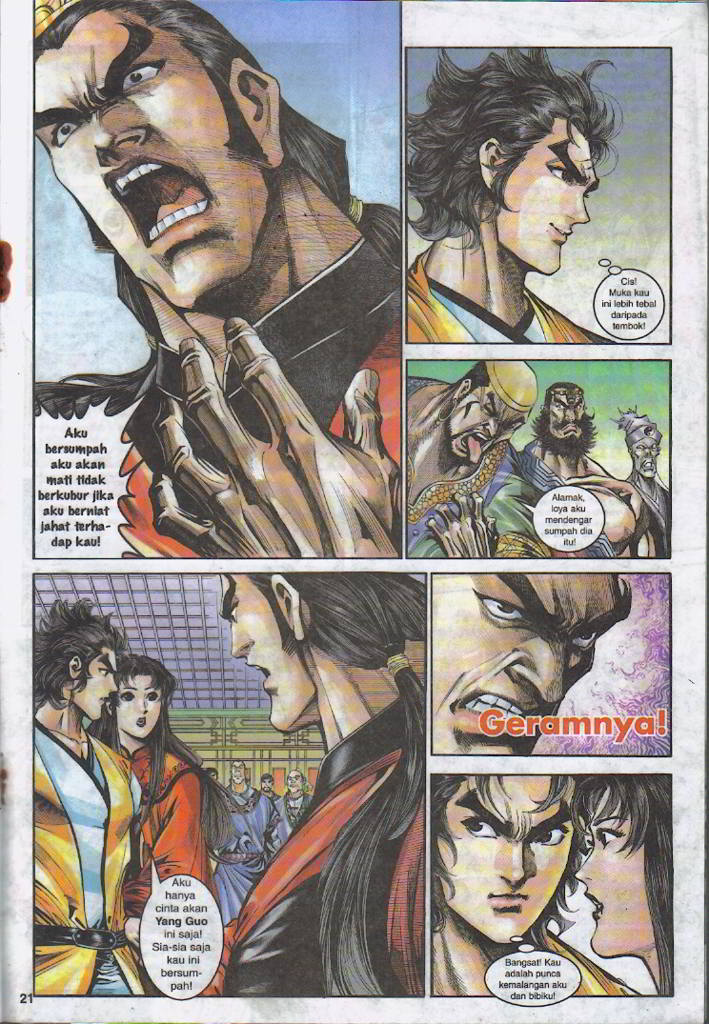 Aku
bersumpah
aku akan
mati tidak
berkubur jika
aku berniat
jahat terha-
dap kau!
Cis!
Muka kau
ini lebih tebal
daripada
tembok!
Alamak,
loya aku
mendengar
sumpah dia
itu!
Aku
hanya
cinta akan
Yang Guo
ini saja!
Sia-sia saja
kau ini
bersum-
pah!
Geramnya!
Bangsat! Kau
adalah punca
kemalangan aku
dan bibiku!
21